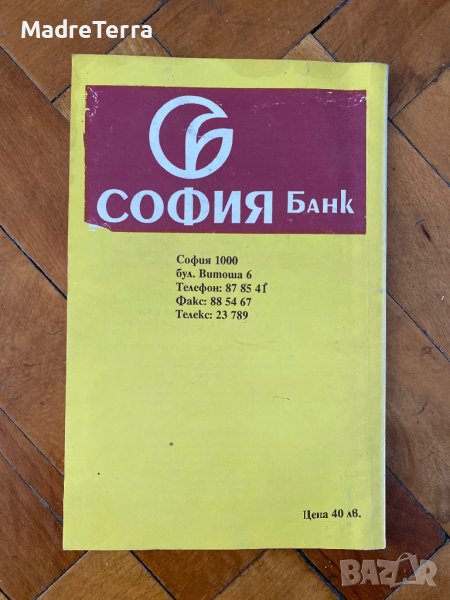 MadreTerra
СОФИЯ Банк
София 1000
бул. Витоша 6
Телефон: 87 85 41
Факс: 88 54 67
Телекс: 23 789
Цена 40 лв.
BAZAR